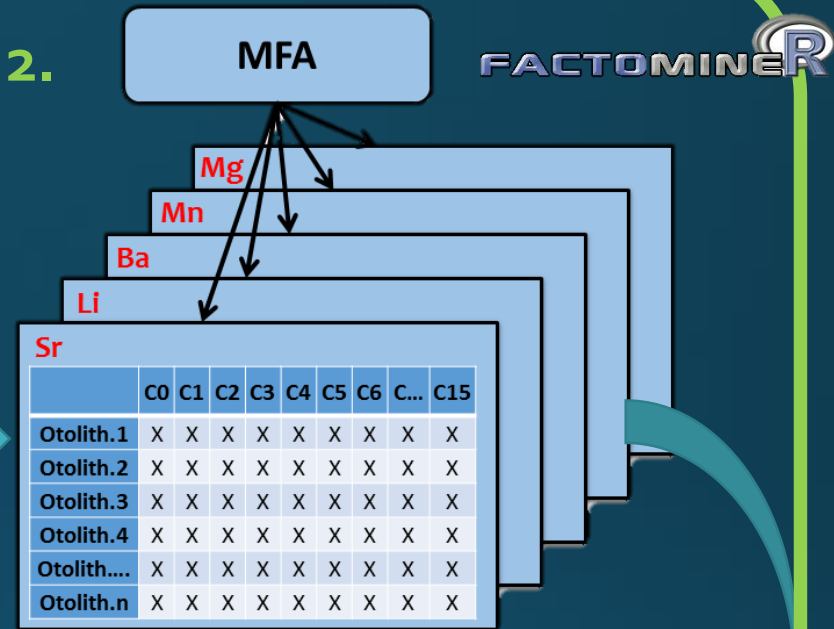 2.
MFA
FACTOMINER
Mg
Mn
Ba
Li
Sr
C0 C1 C2 C3 C4 C5 C6 C... C15
Otolith.1 X X X X X X X X X
Otolith.2 X X X X X X X X X
Otolith.3 X X X X X X X X X
Otolith.4 X X X X X X X X X
Otolith.... X X X X X X X X X
Otolith.n X X X X X X X X X